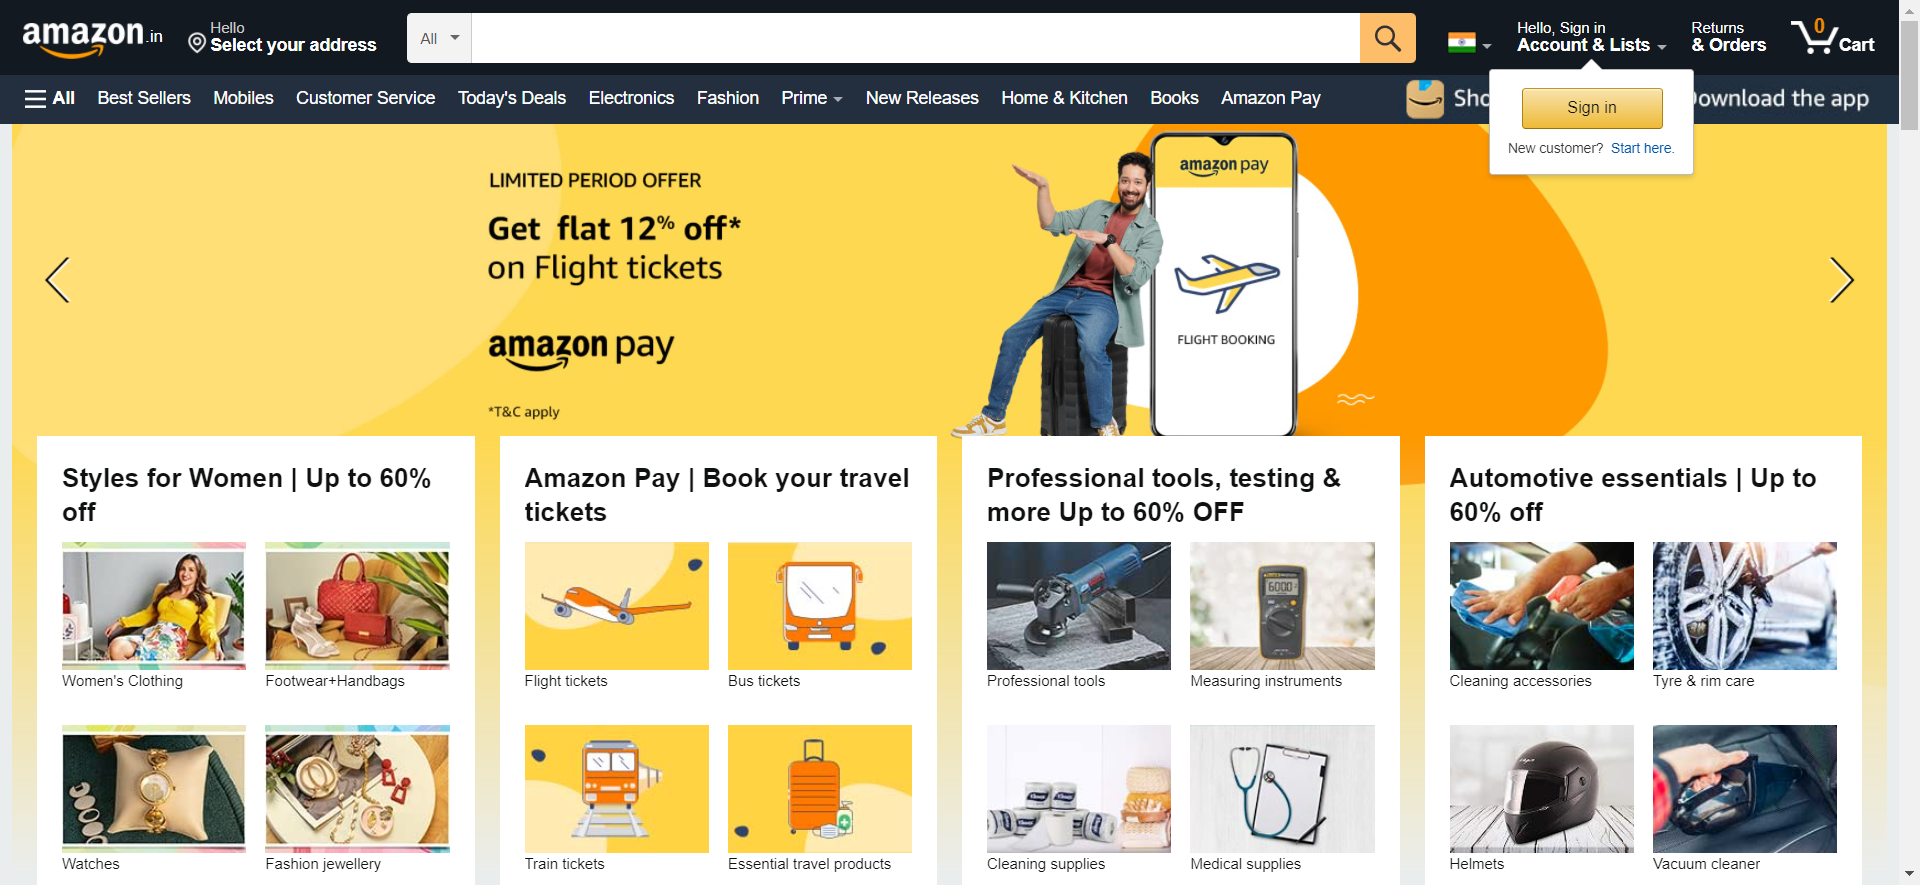 amazon.in
Hello
Select your address
All
Hello, Sign in
Account & Lists
Returns
& Orders
0
Cart
All
Best Sellers
Mobiles
Customer Service
Today's Deals
Electronics
Fashion
Prime
New Releases
Home & Kitchen
Books
Amazon Pay
Download the app
Sign in
New customer? Start here.
LIMITED PERIOD OFFER
Get flat 12% off*
on Flight tickets
amazon pay
*T&C apply
amazon pay
FLIGHT BOOKING
Styles for Women | Up to 60%
off
Women's Clothing
Footwear+Handbags
Watches
Fashion jewellery
Amazon Pay | Book your travel
tickets
Flight tickets
Bus tickets
Train tickets
Essential travel products
Professional tools, testing &
more Up to 60% OFF
6000
Professional tools
Measuring instruments
Cleaning supplies
Medical supplies
Automotive essentials | Up to
60% off
Cleaning accessories
Tyre & rim care
Helmets
Vacuum cleaner